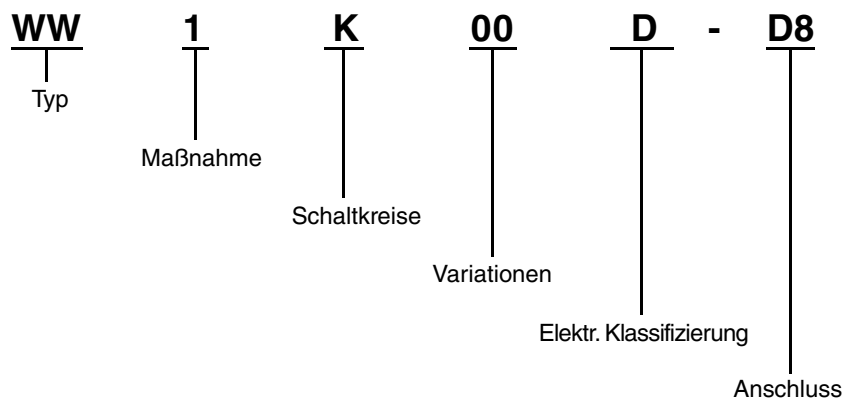 WW 1 K 00 D - D8
Typ
Maßnahme
Schaltkreise
Variationen
Elektr. Klassifizierung
Anschluss